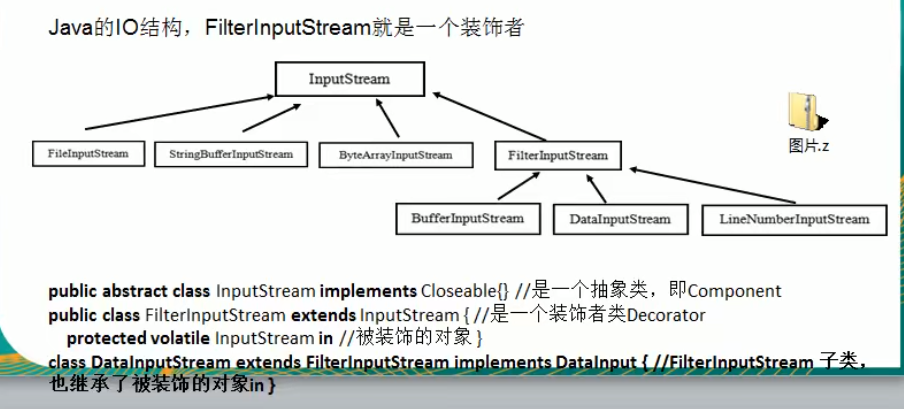 Java的IO结构，FilterInputStream就是一个装饰者
InputStream
FileInputStream
StringBufferInputStream
ByteArrayInputStream
FilterInputStream
图片.z
BufferInputStream
DataInputStream
LineNumberInputStream
public abstract class InputStream implements Closeable{} //是一个抽象类，即Component
public class FilterInputStream extends InputStream { //是一个装饰者类Decorator
protected volatile InputStream in //被装饰的对象 }
class DataInputStream extends FilterInputStream implements DataInput { //FilterInputStream 子类，
也继承了被装饰的对象in }